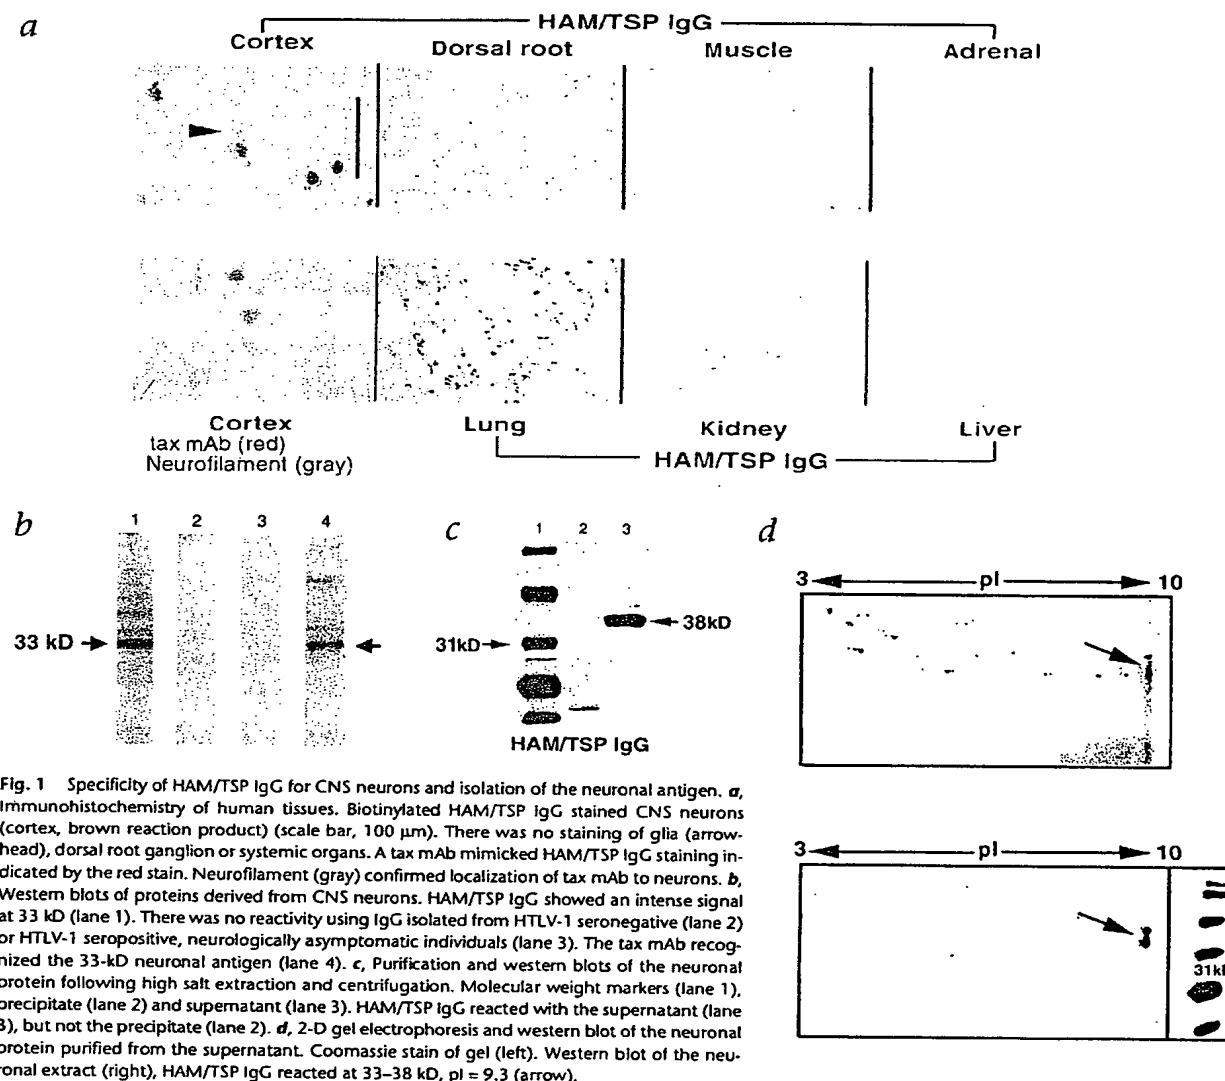 a
HAM/TSP IgG
Cortex Dorsal root Muscle Adrenal
Cortex Lung Kidney Liver
tax mAb (red)
Neurofilament (gray)
HAM/TSP IgG
b
1 2 3 4
33 kD
c
1 2 3
31kD
38kD
HAM/TSP IgG
d
3 pI 10
3 pI 10
31k
Fig. 1 Specificity of HAM/TSP IgG for CNS neurons and isolation of the neuronal antigen. a,
Immunohistochemistry of human tissues. Biotinylated HAM/TSP IgG stained CNS neurons
(cortex, brown reaction product) (scale bar, 100 µm). There was no staining of glia (arrow-
head), dorsal root ganglion or systemic organs. A tax mAb mimicked HAM/TSP IgG staining in-
dicated by the red stain. Neurofilament (gray) confirmed localization of tax mAb to neurons. b,
Western blots of proteins derived from CNS neurons. HAM/TSP IgG showed an intense signal
at 33 kD (lane 1). There was no reactivity using IgG isolated from HTLV-1 seronegative (lane 2)
or HTLV-1 seropositive, neurologically asymptomatic individuals (lane 3). The tax mAb recog-
nized the 33-kD neuronal antigen (lane 4). c, Purification and western blots of the neuronal
protein following high salt extraction and centrifugation. Molecular weight markers (lane 1),
precipitate (lane 2) and supernatant (lane 3). HAM/TSP IgG reacted with the supernatant (lane
3), but not the precipitate (lane 2). d, 2-D gel electrophoresis and western blot of the neuronal
protein purified from the supernatant. Coomassie stain of gel (left). Western blot of the neu-
ronal extract (right), HAM/TSP IgG reacted at 33–38 kD, pI = 9.3 (arrow).